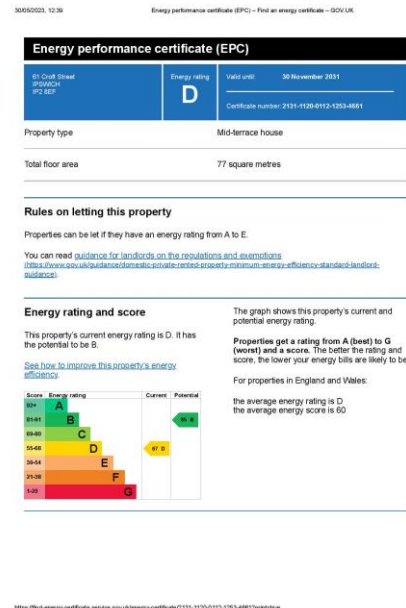 30/05/2023, 12:39
Energy performance certificate (EPC) – Find an energy certificate – GOV.UK
Energy performance certificate (EPC)
61 Croft Street
IPSWICH
IP2 8EF
Energy rating
D
Valid until: 30 November 2031
Certificate number: 2131-1120-0112-1253-4661
Property type
Mid-terrace house
Total floor area
77 square metres
Rules on letting this property
Properties can be let if they have an energy rating from A to E.
You can read guidance for landlords on the regulations and exemptions
(https://www.gov.uk/guidance/domestic-private-rented-property-minimum-energy-efficiency-standard-landlord-
guidance).
Energy rating and score
This property's current energy rating is D. It has
the potential to be B.
See how to improve this property's energy
efficiency.
Score Energy rating Current Potential
92+ A
81-91 B
69-80 C
55-68 D 67 D
39-54 E
21-38 F
1-20 G
The graph shows this property's current and
potential energy rating.
Properties get a rating from A (best) to G
(worst) and a score. The better the rating and
score, the lower your energy bills are likely to be
For properties in England and Wales:
the average energy rating is D
the average energy score is 60